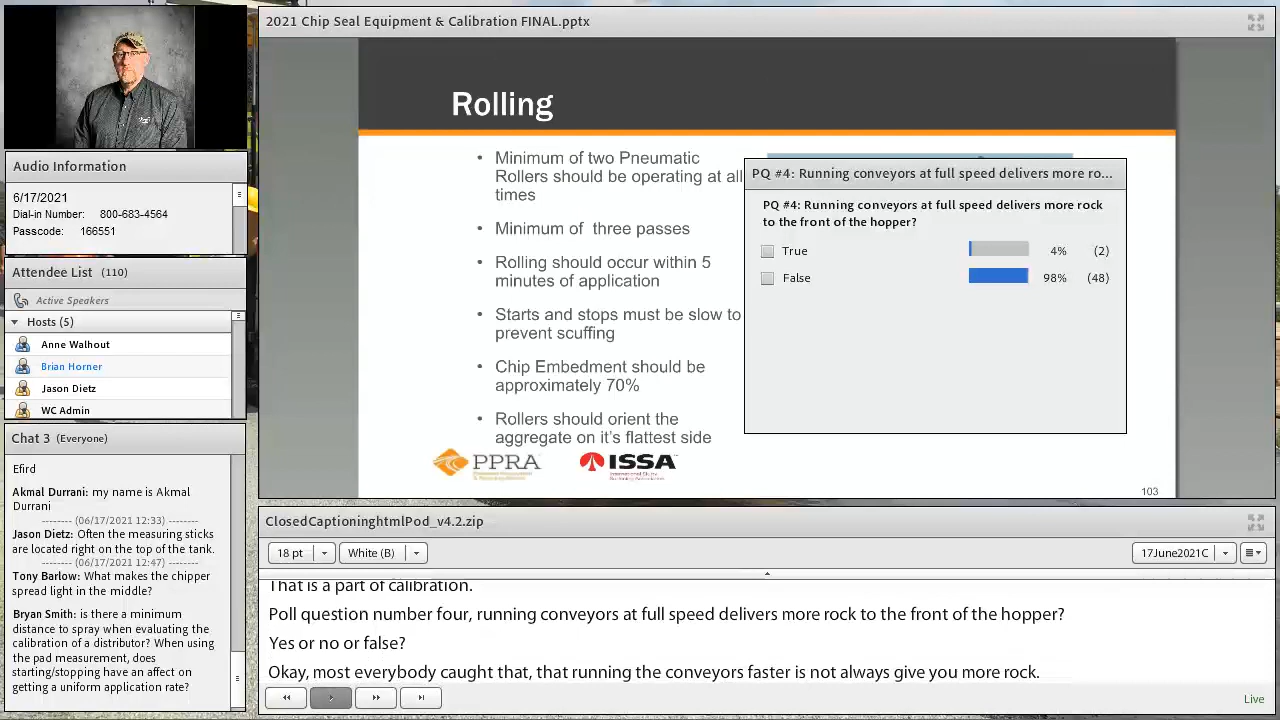 2021 Chip Seal Equipment & Calibration FINAL.pptx
Audio Information
6/17/2021
Dial-in Number: 800-683-4564
Passcode: 166551
Attendee List (110)
Active Speakers
Hosts (5)
Anne Walhout
Brian Horner
Jason Dietz
WC Admin
Chat 3 (Everyone)
Efird
Akmal Durrani: my name is Akmal
Durrani
-------- (06/17/2021 12:33) --------
Jason Dietz: Often the measuring sticks
are located right on the top of the tank.
-------- (06/17/2021 12:47) --------
Tony Barlow: What makes the chipper
spread light in the middle?
Bryan Smith: is there a minimum
distance to spray when evaluating the
calibration of a distributor? When using
the pad measurement, does
starting/stopping have an affect on
getting a uniform application rate?
Rolling
• Minimum of two Pneumatic
Rollers should be operating at all
times
• Minimum of three passes
• Rolling should occur within 5
minutes of application
• Starts and stops must be slow to
prevent scuffing
• Chip Embedment should be
approximately 70%
• Rollers should orient the
aggregate on it's flattest side
PPRA
ISSA
103
PQ #4: Running conveyors at full speed delivers more ro...
PQ #4: Running conveyors at full speed delivers more rock
to the front of the hopper?
True 4% (2)
False 98% (48)
ClosedCaptioninghtmlPod_v4.2.zip
18 pt White (B) 17June2021C
That is a part of calibration.
Poll question number four, running conveyors at full speed delivers more rock to the front of the hopper?
Yes or no or false?
Okay, most everybody caught that, that running the conveyors faster is not always give you more rock.
Live